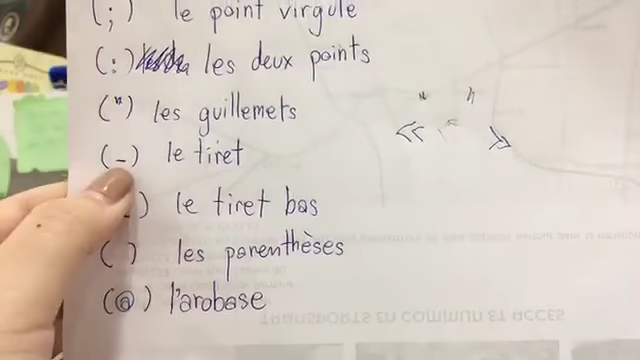 (;) le point virgule
(:) les deux points
(") les guillemets
" "
<< >>
(-) le tiret
) le tiret bas
( ) les parenthèses
(@) l'arobase
TRANSPORTS EN COMMUN ET ACCÈS